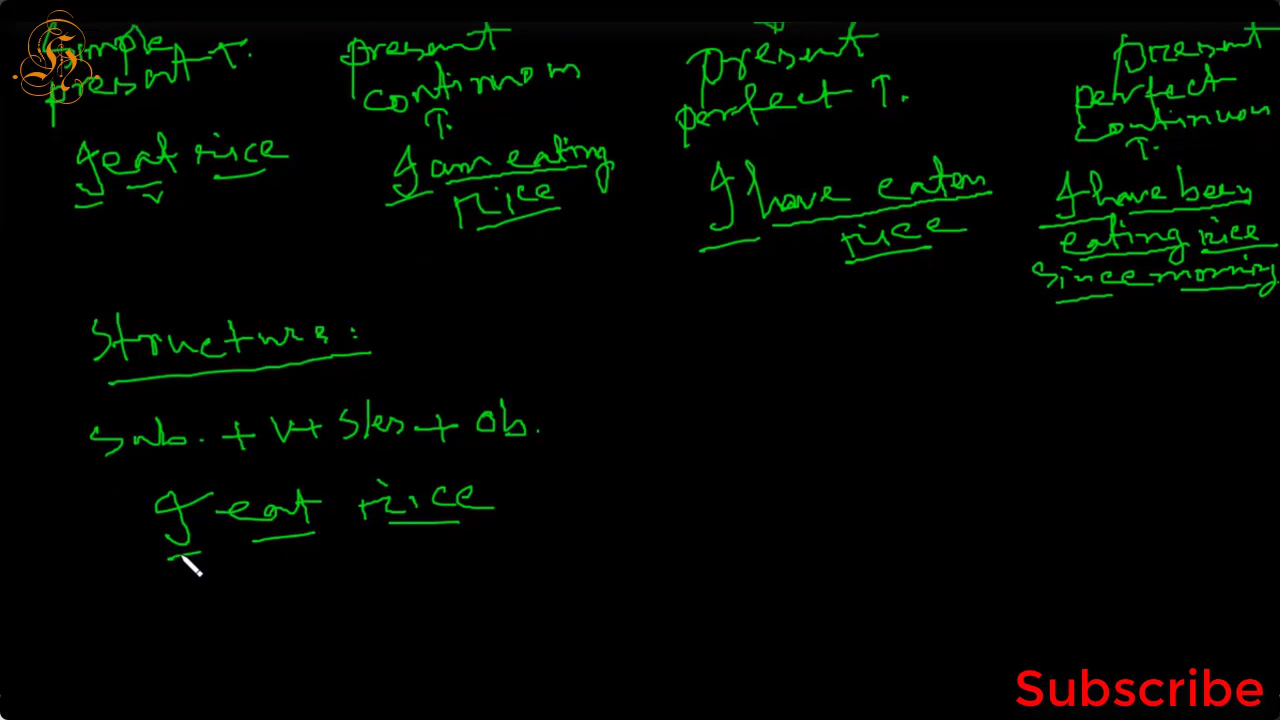 Simple
present T.
I eat rice
v
present
continuous
T.
I am eating
rice
present
perfect T.
I have eaten
rice
present
perfect
continuous
T.
I have been
eating rice
since morning
Structure:
Sub. + V + s/es + Ob.
I eat rice
Subscribe